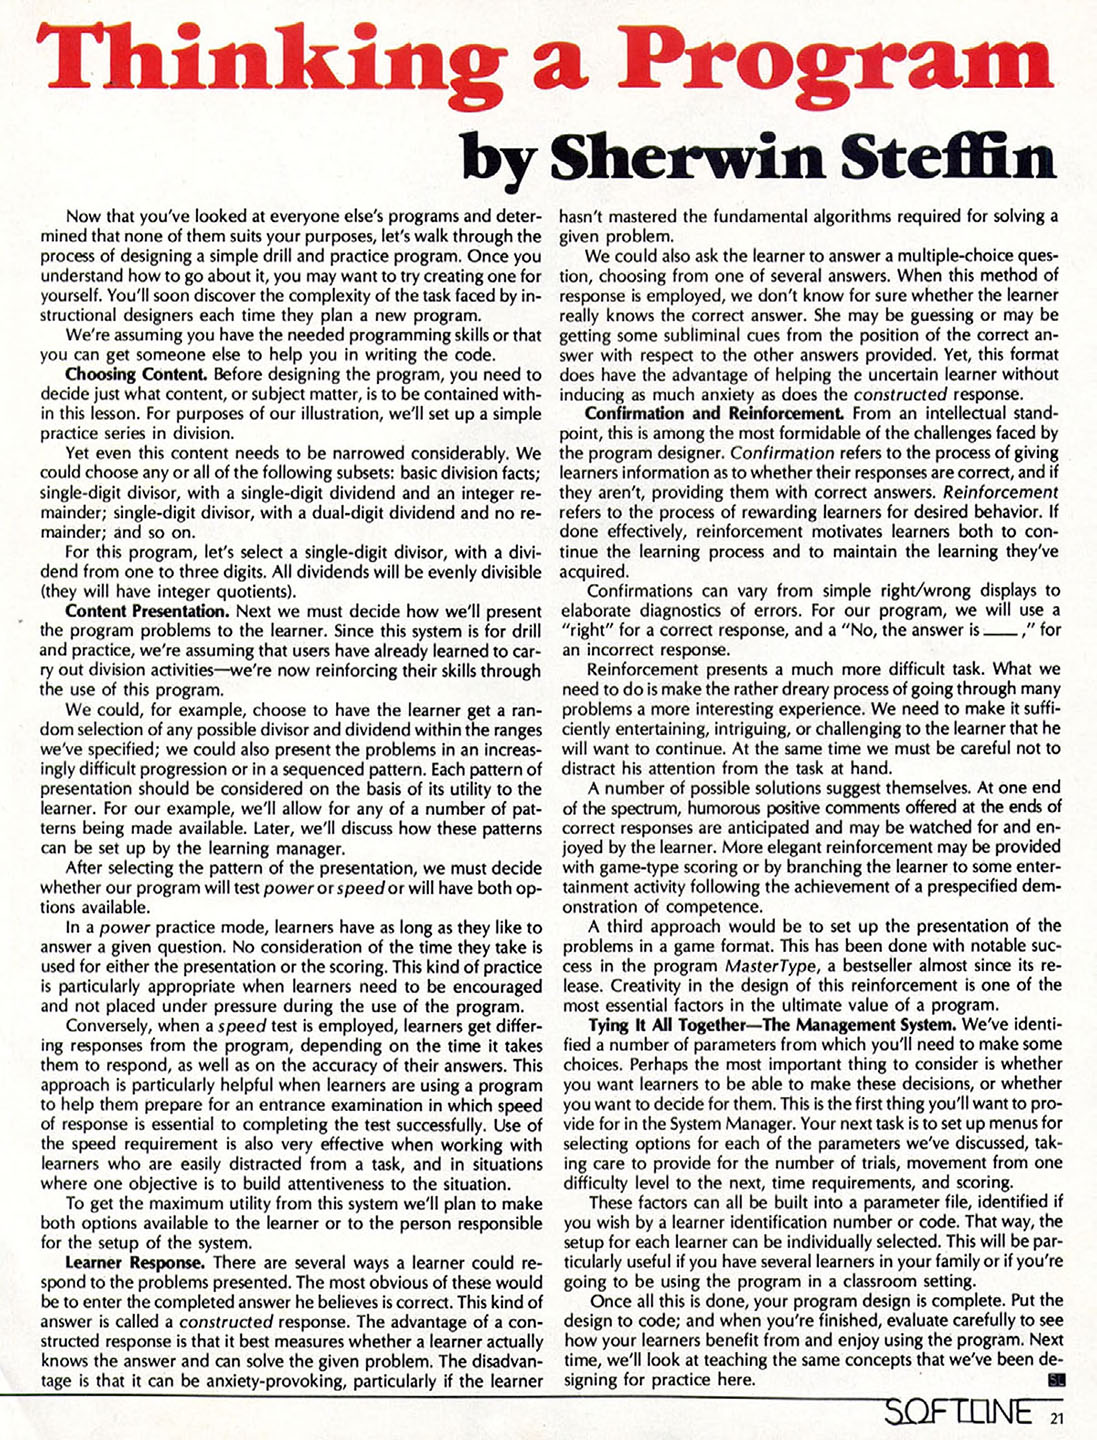 Thinking a Program
by Sherwin Steffin
Now that you've looked at everyone else's programs and deter-
mined that none of them suits your purposes, let's walk through the
process of designing a simple drill and practice program. Once you
understand how to go about it, you may want to try creating one for
yourself. You'll soon discover the complexity of the task faced by in-
structional designers each time they plan a new program.
We're assuming you have the needed programming skills or that
you can get someone else to help you in writing the code.
Choosing Content. Before designing the program, you need to
decide just what content, or subject matter, is to be contained with-
in this lesson. For purposes of our illustration, we'll set up a simple
practice series in division.
Yet even this content needs to be narrowed considerably. We
could choose any or all of the following subsets: basic division facts;
single-digit divisor, with a single-digit dividend and an integer re-
mainder; single-digit divisor, with a dual-digit dividend and no re-
mainder; and so on.
For this program, let's select a single-digit divisor, with a divi-
dend from one to three digits. All dividends will be evenly divisible
(they will have integer quotients).
Content Presentation. Next we must decide how we'll present
the program problems to the learner. Since this system is for drill
and practice, we're assuming that users have already learned to car-
ry out division activities—we're now reinforcing their skills through
the use of this program.
We could, for example, choose to have the learner get a ran-
dom selection of any possible divisor and dividend within the ranges
we've specified; we could also present the problems in an increas-
ingly difficult progression or in a sequenced pattern. Each pattern of
presentation should be considered on the basis of its utility to the
learner. For our example, we'll allow for any of a number of pat-
terns being made available. Later, we'll discuss how these patterns
can be set up by the learning manager.
After selecting the pattern of the presentation, we must decide
whether our program will test power or speed or will have both op-
tions available.
In a power practice mode, learners have as long as they like to
answer a given question. No consideration of the time they take is
used for either the presentation or the scoring. This kind of practice
is particularly appropriate when learners need to be encouraged
and not placed under pressure during the use of the program.
Conversely, when a speed test is employed, learners get differ-
ing responses from the program, depending on the time it takes
them to respond, as well as on the accuracy of their answers. This
approach is particularly helpful when learners are using a program
to help them prepare for an entrance examination in which speed
of response is essential to completing the test successfully. Use of
the speed requirement is also very effective when working with
learners who are easily distracted from a task, and in situations
where one objective is to build attentiveness to the situation.
To get the maximum utility from this system we'll plan to make
both options available to the learner or to the person responsible
for the setup of the system.
Learner Response. There are several ways a learner could re-
spond to the problems presented. The most obvious of these would
be to enter the completed answer he believes is correct. This kind of
answer is called a constructed response. The advantage of a con-
structed response is that it best measures whether a learner actually
knows the answer and can solve the given problem. The disadvan-
tage is that it can be anxiety-provoking, particularly if the learner
hasn't mastered the fundamental algorithms required for solving a
given problem.
We could also ask the learner to answer a multiple-choice ques-
tion, choosing from one of several answers. When this method of
response is employed, we don't know for sure whether the learner
really knows the correct answer. She may be guessing or may be
getting some subliminal cues from the position of the correct an-
swer with respect to the other answers provided. Yet, this format
does have the advantage of helping the uncertain learner without
inducing as much anxiety as does the constructed response.
Confirmation and Reinforcement. From an intellectual stand-
point, this is among the most formidable of the challenges faced by
the program designer. Confirmation refers to the process of giving
learners information as to whether their responses are correct, and if
they aren't, providing them with correct answers. Reinforcement
refers to the process of rewarding learners for desired behavior. If
done effectively, reinforcement motivates learners both to con-
tinue the learning process and to maintain the learning they've
acquired.
Confirmations can vary from simple right/wrong displays to
elaborate diagnostics of errors. For our program, we will use a
"right" for a correct response, and a "No, the answer is ____ ," for
an incorrect response.
Reinforcement presents a much more difficult task. What we
need to do is make the rather dreary process of going through many
problems a more interesting experience. We need to make it suffi-
ciently entertaining, intriguing, or challenging to the learner that he
will want to continue. At the same time we must be careful not to
distract his attention from the task at hand.
A number of possible solutions suggest themselves. At one end
of the spectrum, humorous positive comments offered at the ends of
correct responses are anticipated and may be watched for and en-
joyed by the learner. More elegant reinforcement may be provided
with game-type scoring or by branching the learner to some enter-
tainment activity following the achievement of a prespecified dem-
onstration of competence.
A third approach would be to set up the presentation of the
problems in a game format. This has been done with notable suc-
cess in the program MasterType, a bestseller almost since its re-
lease. Creativity in the design of this reinforcement is one of the
most essential factors in the ultimate value of a program.
Tying It All Together—The Management System. We've identi-
fied a number of parameters from which you'll need to make some
choices. Perhaps the most important thing to consider is whether
you want learners to be able to make these decisions, or whether
you want to decide for them. This is the first thing you'll want to pro-
vide for in the System Manager. Your next task is to set up menus for
selecting options for each of the parameters we've discussed, tak-
ing care to provide for the number of trials, movement from one
difficulty level to the next, time requirements, and scoring.
These factors can all be built into a parameter file, identified if
you wish by a learner identification number or code. That way, the
setup for each learner can be individually selected. This will be par-
ticularly useful if you have several learners in your family or if you're
going to be using the program in a classroom setting.
Once all this is done, your program design is complete. Put the
design to code; and when you're finished, evaluate carefully to see
how your learners benefit from and enjoy using the program. Next
time, we'll look at teaching the same concepts that we've been de-
signing for practice here. SL
SOFTLINE 21